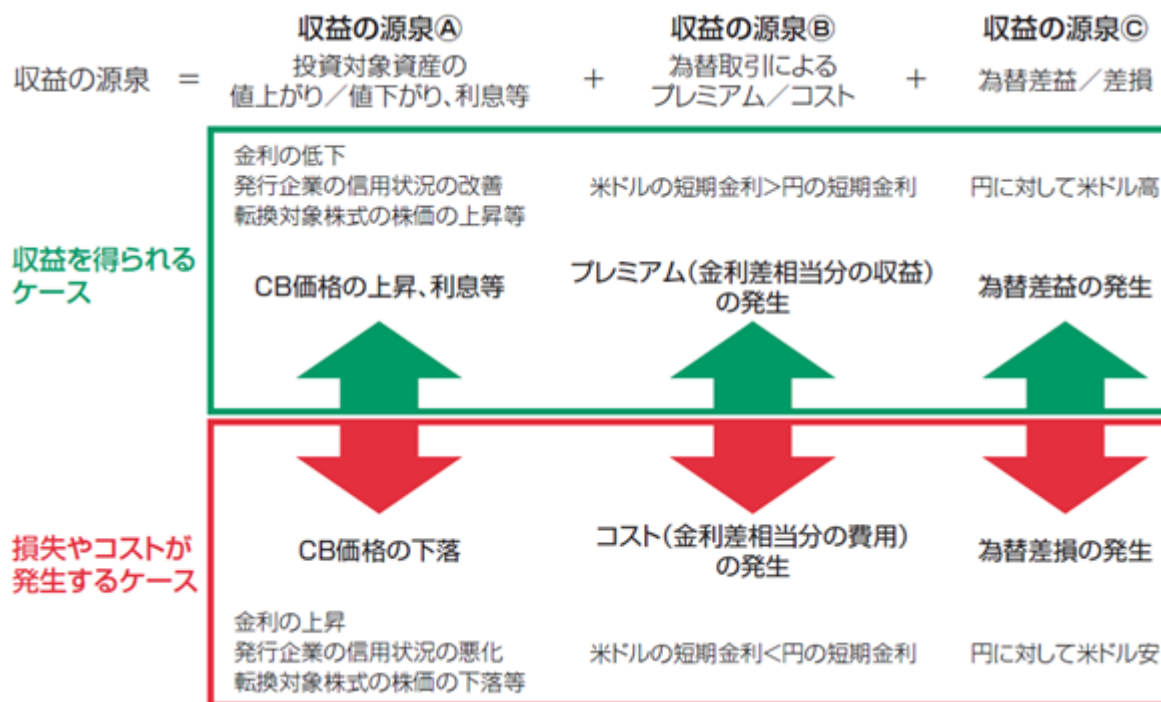 収益の源泉Ⓐ
収益の源泉Ⓑ
収益の源泉Ⓒ
収益の源泉 =
投資対象資産の
値上がり/値下がり、利息等
+
為替取引による
プレミアム/コスト
+
為替差益/差損
収益を得られる
ケース
金利の低下
発行企業の信用状況の改善
転換対象株式の株価の上昇等
米ドルの短期金利>円の短期金利
円に対して米ドル高
CB価格の上昇、利息等
プレミアム(金利差相当分の収益)
の発生
為替差益の発生
損失やコストが
発生するケース
CB価格の下落
コスト(金利差相当分の費用)
の発生
為替差損の発生
金利の上昇
発行企業の信用状況の悪化
転換対象株式の株価の下落等
米ドルの短期金利<円の短期金利
円に対して米ドル安